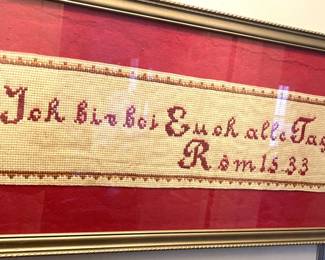 Ich bin bei Euch alle Tag
Röm 15.33